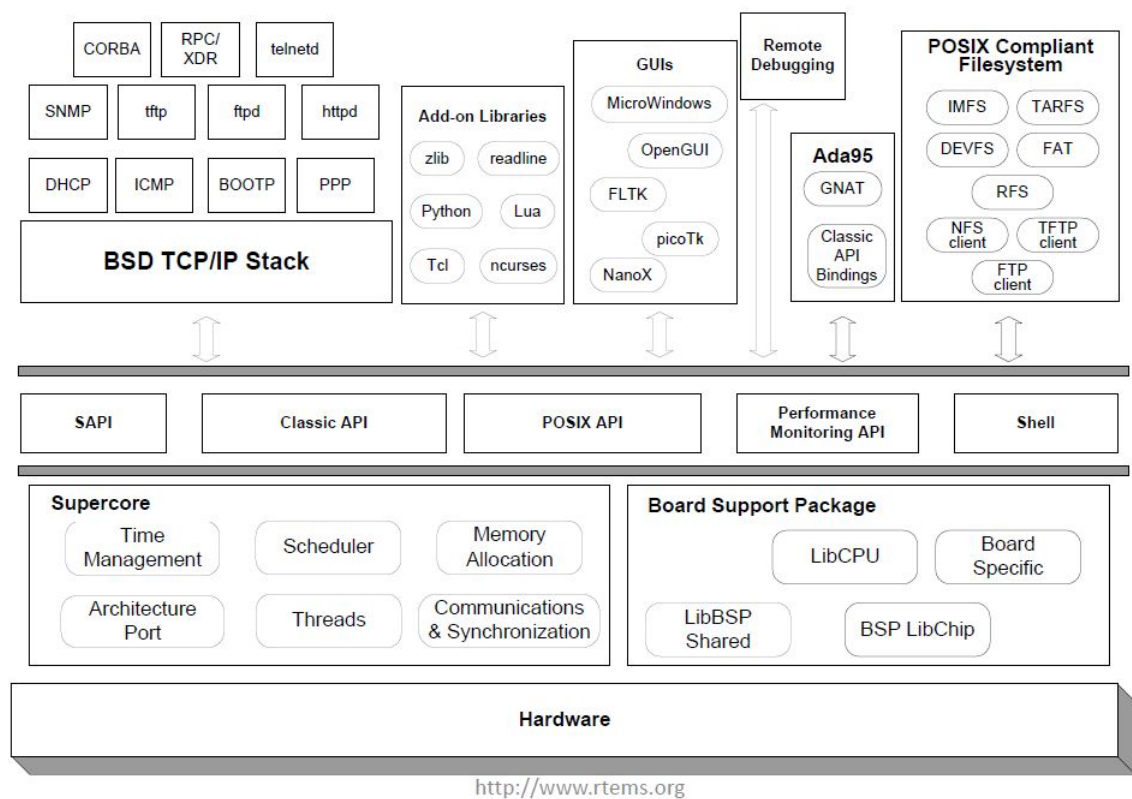 CORBA
RPC/
XDR
telnetd
SNMP
tftp
ftpd
httpd
DHCP
ICMP
BOOTP
PPP
BSD TCP/IP Stack
Add-on Libraries
zlib
readline
Python
Lua
Tcl
ncurses
GUIs
MicroWindows
OpenGUI
FLTK
picoTk
NanoX
Remote
Debugging
Ada95
GNAT
Classic
API
Bindings
POSIX Compliant
Filesystem
IMFS
TARFS
DEVFS
FAT
RFS
NFS
client
TFTP
client
FTP
client
SAPI
Classic API
POSIX API
Performance
Monitoring API
Shell
Supercore
Time
Management
Scheduler
Memory
Allocation
Architecture
Port
Threads
Communications
& Synchronization
Board Support Package
LibCPU
Board
Specific
LibBSP
Shared
BSP LibChip
Hardware
http://www.rtems.org